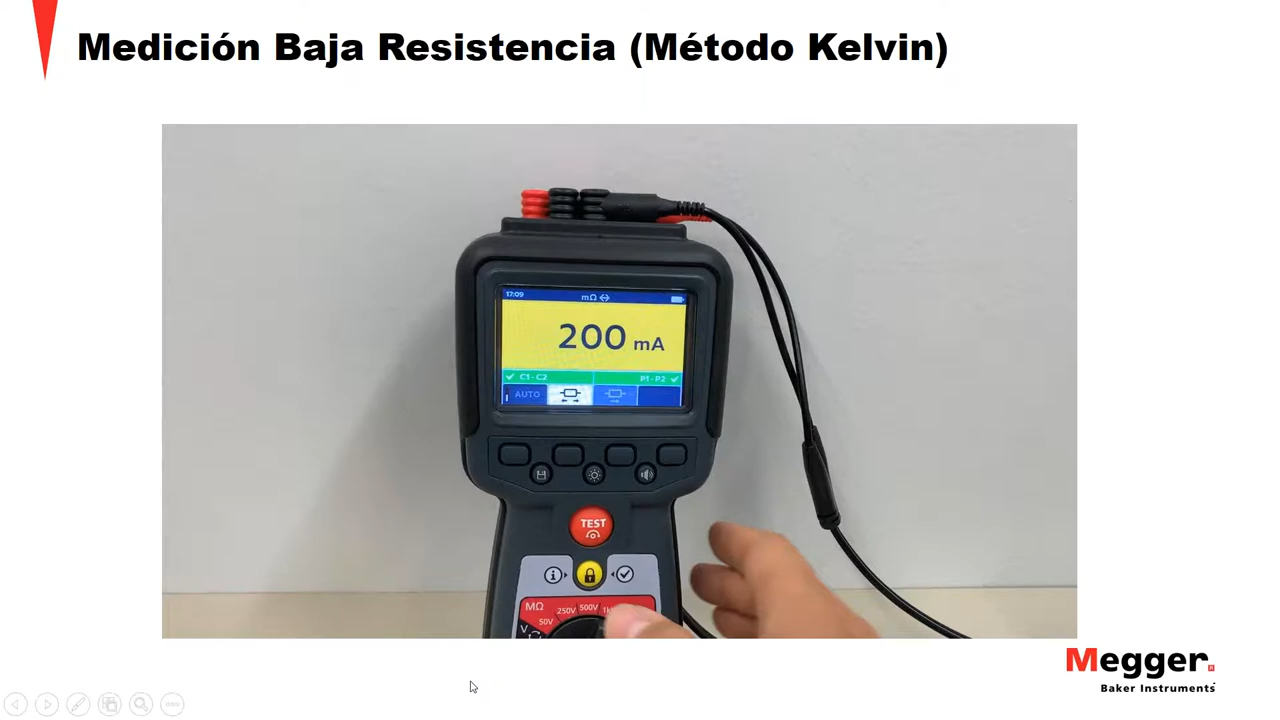 Medición Baja Resistencia (Método Kelvin)
17:09
mΩ
200 mA
C1-C2
P1-P2
AUTO
TEST
MΩ
50V
250V
500V
V
Megger
Baker Instruments